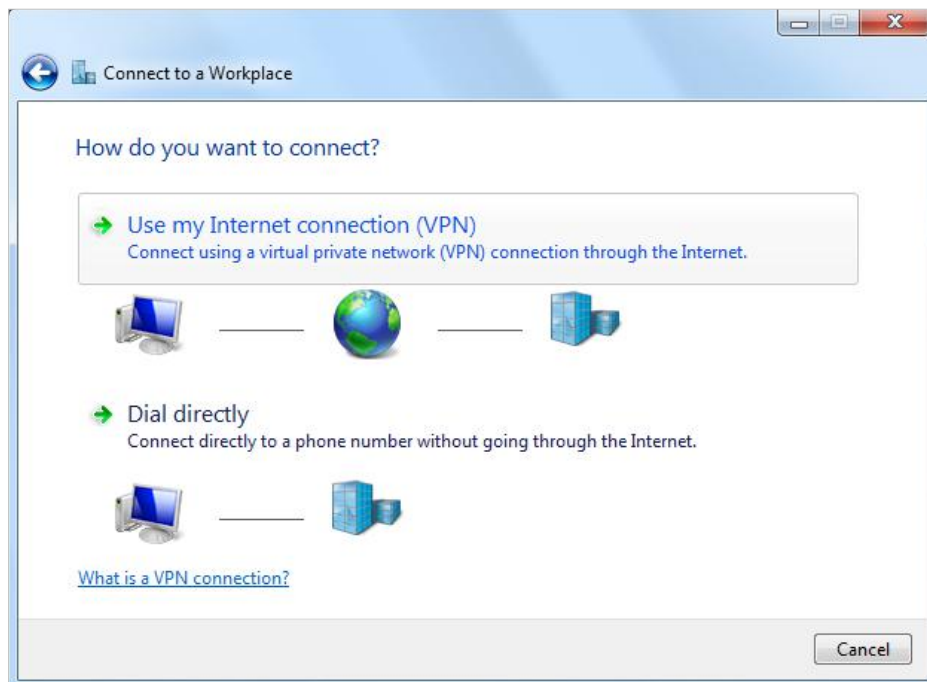 Connect to a Workplace
How do you want to connect?
Use my Internet connection (VPN)
Connect using a virtual private network (VPN) connection through the Internet.
Dial directly
Connect directly to a phone number without going through the Internet.
What is a VPN connection?
Cancel